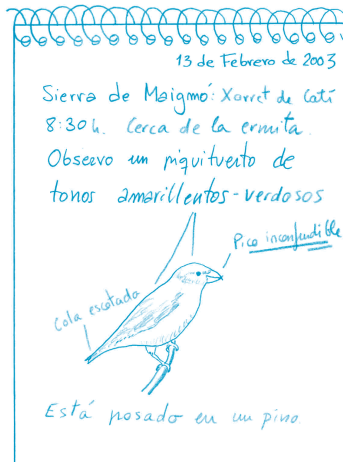 13 de Febrero de 2003
Sierra de Maigmó: Xorret de Catí
8:30h. Cerca de la ermita.
Observo un piquituerto de
tonos amarillentos-verdosos
Pico inconfundible
Cola escotada
Está posado en un pino